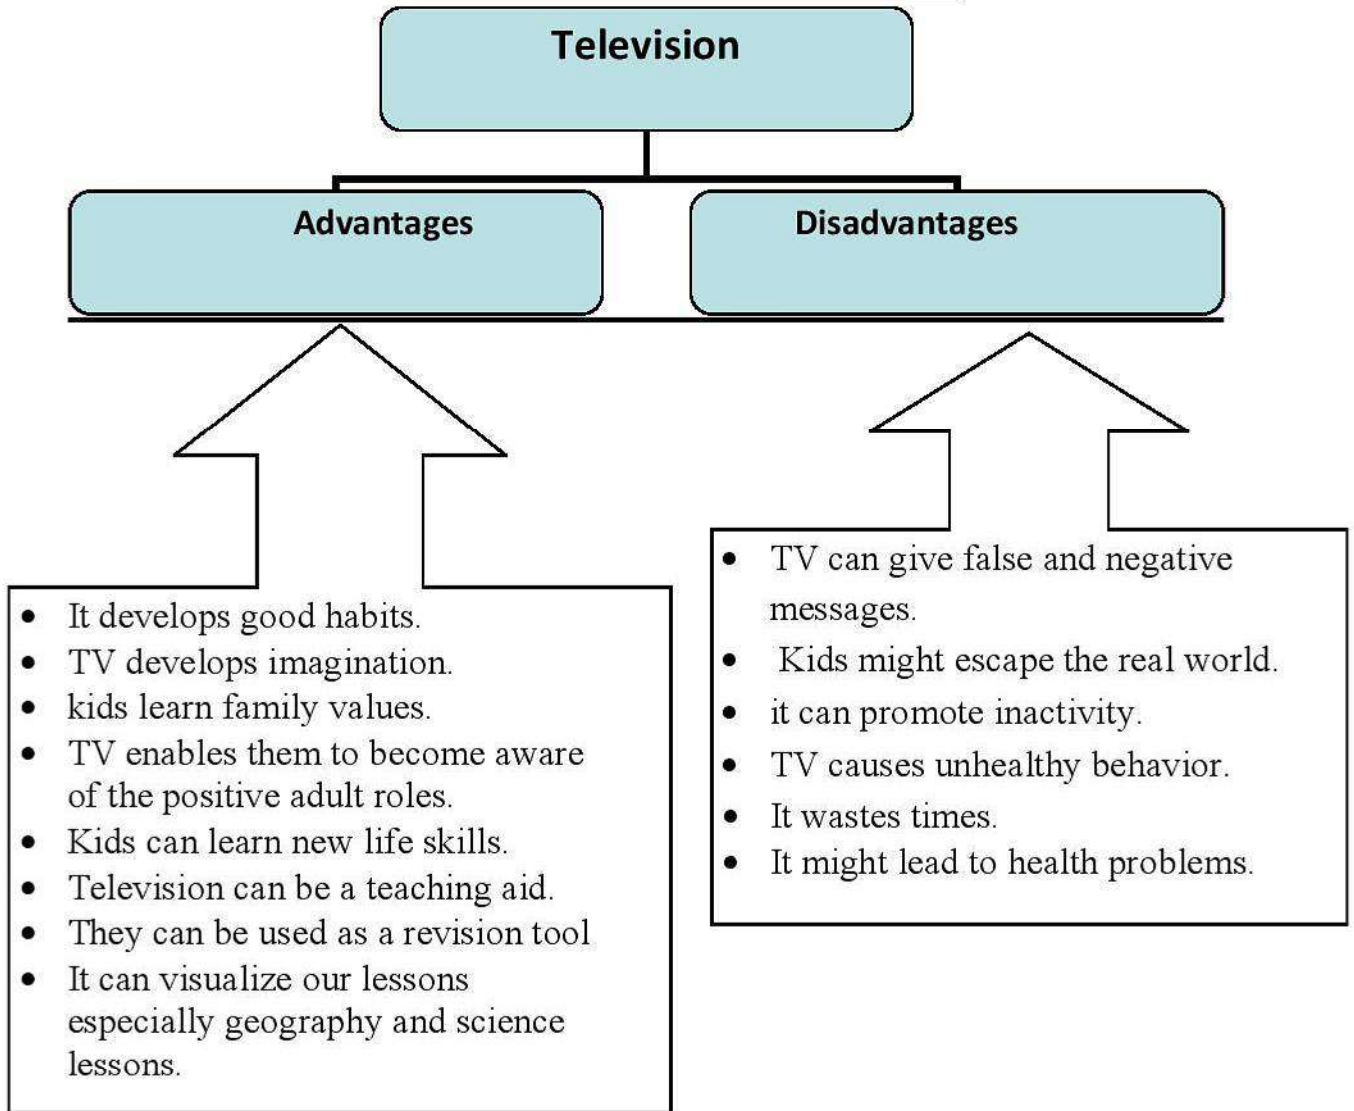 Television
Advantages
Disadvantages
• It develops good habits.
• TV develops imagination.
• kids learn family values.
• TV enables them to become aware
of the positive adult roles.
• Kids can learn new life skills.
• Television can be a teaching aid.
• They can be used as a revision tool
• It can visualize our lessons
especially geography and science
lessons.
• TV can give false and negative
messages.
• Kids might escape the real world.
• it can promote inactivity.
• TV causes unhealthy behavior.
• It wastes times.
• It might lead to health problems.